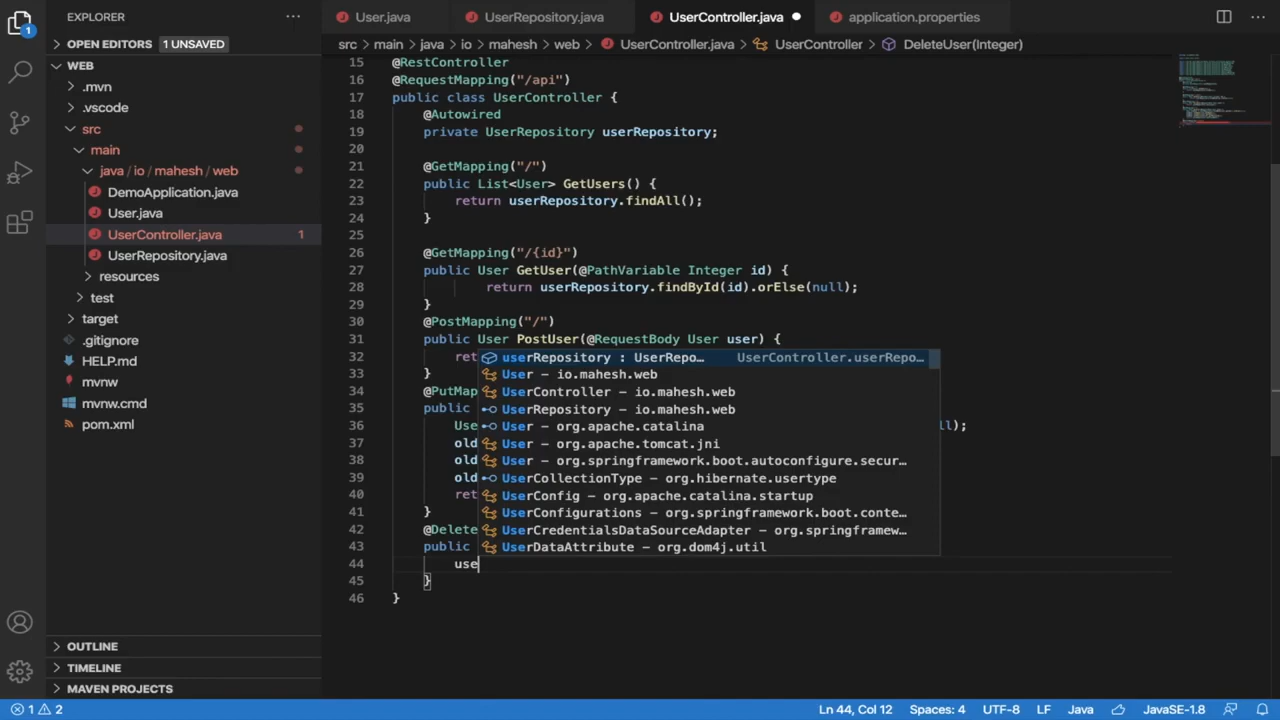 EXPLORER
User.java
UserRepository.java
UserController.java
application.properties
OPEN EDITORS 1 UNSAVED
src > main > java > io > mahesh > web > UserController.java > UserController > DeleteUser(Integer)
WEB
.mvn
.vscode
src
main
java / io / mahesh / web
DemoApplication.java
User.java
UserController.java 1
UserRepository.java
resources
test
target
.gitignore
HELP.md
mvnw
mvnw.cmd
pom.xml
OUTLINE
TIMELINE
MAVEN PROJECTS
15 @RestController
16 @RequestMapping("/api")
17 public class UserController {
18 @Autowired
19 private UserRepository userRepository;
20
21 @GetMapping("/")
22 public List<User> GetUsers() {
23 return userRepository.findAll();
24 }
25
26 @GetMapping("/{id}")
27 public User GetUser(@PathVariable Integer id) {
28 return userRepository.findById(id).orElse(null);
29 }
30 @PostMapping("/")
31 public User PostUser(@RequestBody User user) {
32 ret
33 }
34 @PutMap
35 public
36 Use ll);
37 old
38 old
39 old
40 ret
41 }
42 @Delete
43 public
44 use
45 }
46 }
userRepository : UserRepo… UserController.userRepo…
User – io.mahesh.web
UserController – io.mahesh.web
UserRepository – io.mahesh.web
User – org.apache.catalina
User – org.apache.tomcat.jni
User – org.springframework.boot.autoconfigure.secur…
UserCollectionType – org.hibernate.usertype
UserConfig – org.apache.catalina.startup
UserConfigurations – org.springframework.boot.conte…
UserCredentialsDataSourceAdapter – org.springframew…
UserDataAttribute – org.dom4j.util
1
1 2
Ln 44, Col 12 Spaces: 4 UTF-8 LF Java JavaSE-1.8